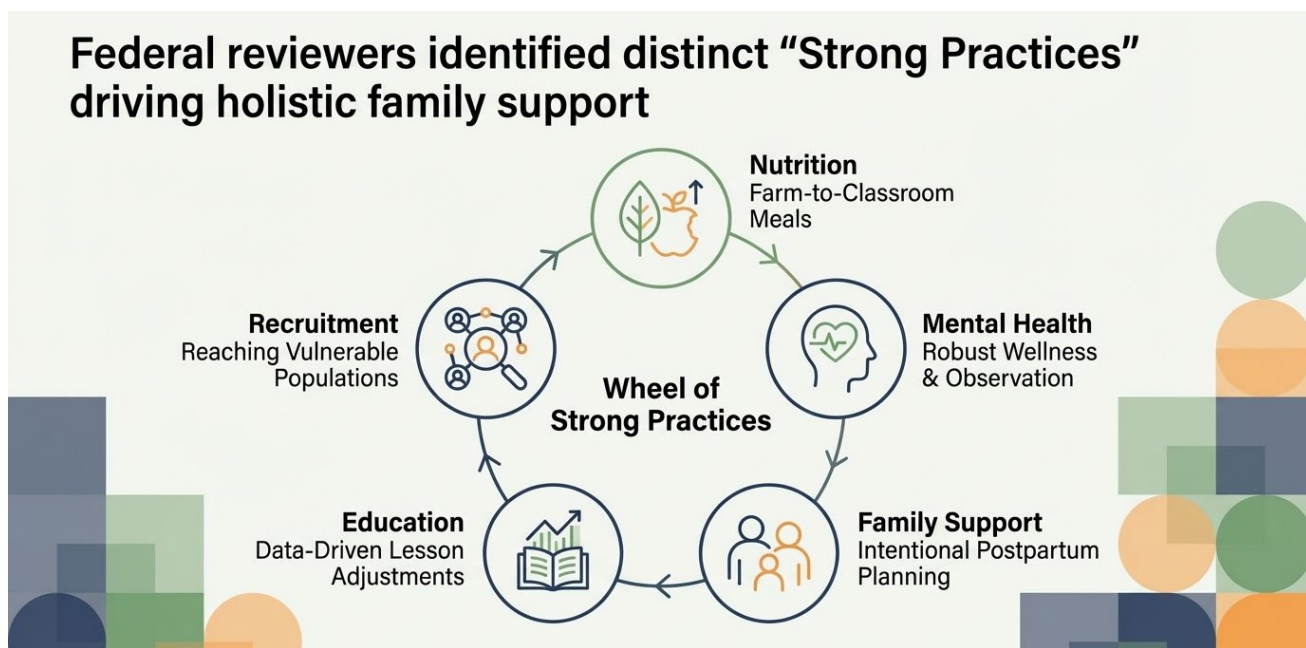 Federal reviewers identified distinct “Strong Practices”
driving holistic family support
Nutrition
Farm-to-Classroom
Meals
Mental Health
Robust Wellness
& Observation
Family Support
Intentional Postpartum
Planning
Education
Data-Driven Lesson
Adjustments
Recruitment
Reaching Vulnerable
Populations
Wheel of
Strong Practices